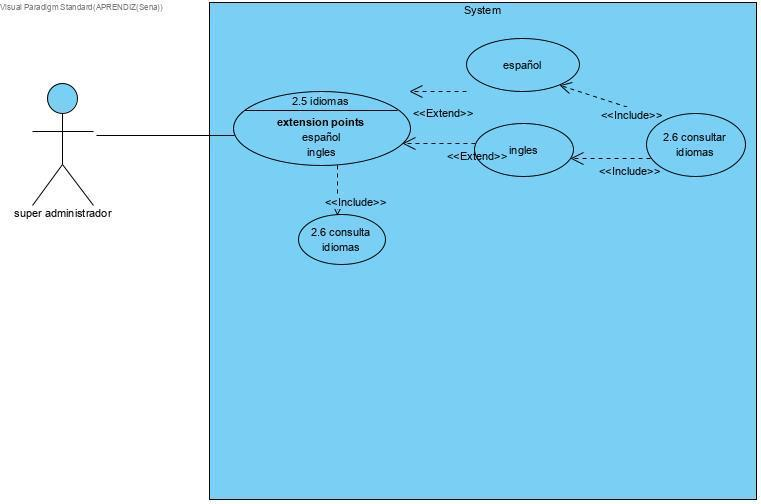 Visual Paradigm Standard(APRENDIZ(Sena))
System
español
2.5 idiomas
extension points
español
ingles
<<Extend>>
<<Include>>
2.6 consultar
idiomas
ingles
<<Extend>>
<<Include>>
super administrador
<<Include>>
2.6 consulta
idiomas